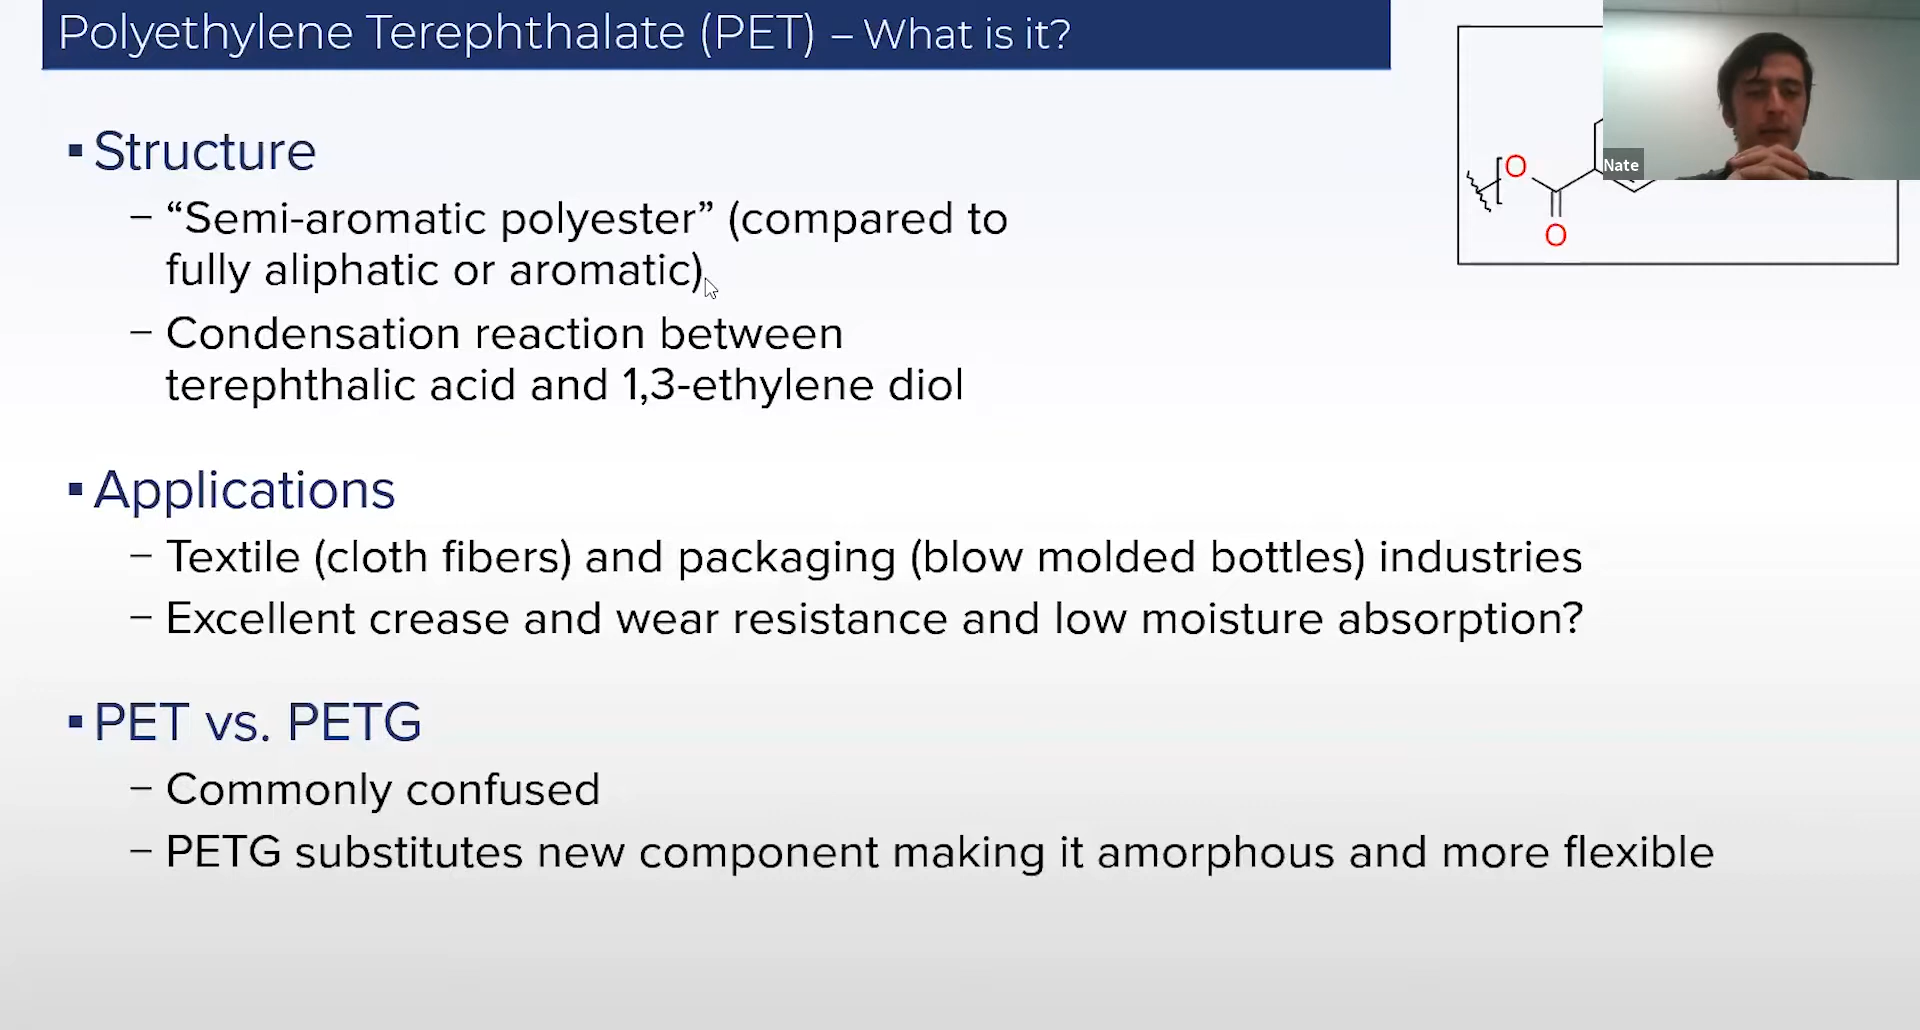 Polyethylene Terephthalate (PET) – What is it?
▪ Structure
– “Semi-aromatic polyester” (compared to
fully aliphatic or aromatic)
– Condensation reaction between
terephthalic acid and 1,3-ethylene diol
▪ Applications
– Textile (cloth fibers) and packaging (blow molded bottles) industries
– Excellent crease and wear resistance and low moisture absorption?
▪ PET vs. PETG
– Commonly confused
– PETG substitutes new component making it amorphous and more flexible
O
O
Nate